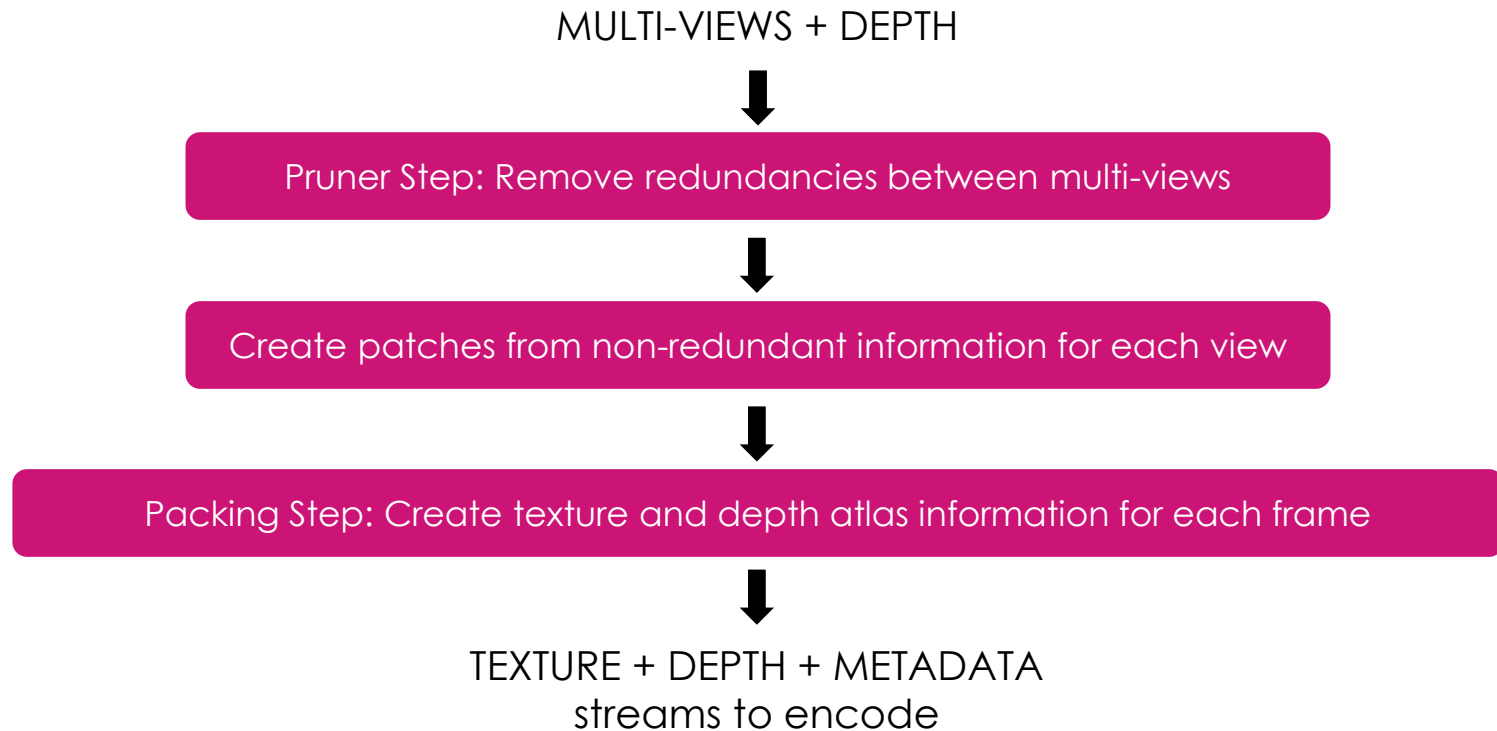 MULTI-VIEWS + DEPTH
Pruner Step: Remove redundancies between multi-views
Create patches from non-redundant information for each view
Packing Step: Create texture and depth atlas information for each frame
TEXTURE + DEPTH + METADATA
streams to encode